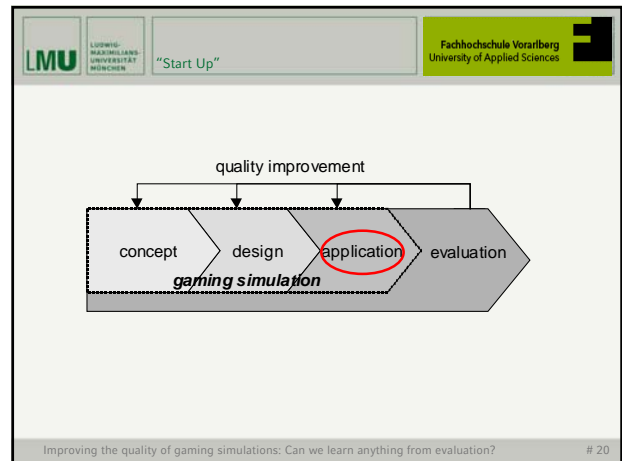 LMU
LUDWIG-
MAXIMILIANS-
UNIVERSITÄT
MÜNCHEN
"Start Up"
Fachhochschule Vorarlberg
University of Applied Sciences
quality improvement
concept
design
application
evaluation
gaming simulation
Improving the quality of gaming simulations: Can we learn anything from evaluation? # 20